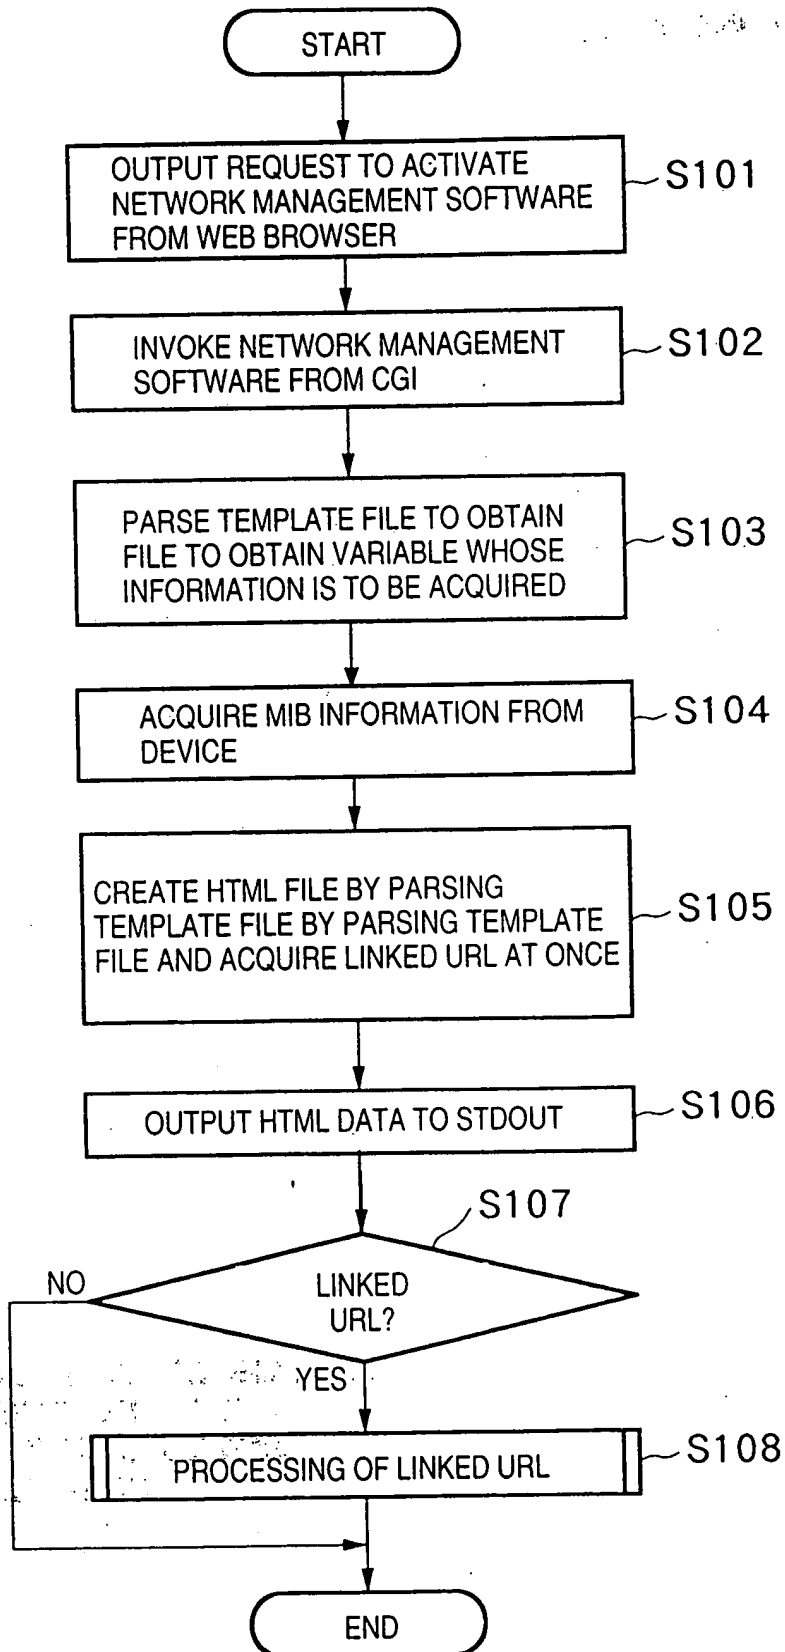 START
OUTPUT REQUEST TO ACTIVATE
NETWORK MANAGEMENT SOFTWARE
FROM WEB BROWSER
S101
INVOKE NETWORK MANAGEMENT
SOFTWARE FROM CGI
S102
PARSE TEMPLATE FILE TO OBTAIN
FILE TO OBTAIN VARIABLE WHOSE
INFORMATION IS TO BE ACQUIRED
S103
ACQUIRE MIB INFORMATION FROM
DEVICE
S104
CREATE HTML FILE BY PARSING
TEMPLATE FILE BY PARSING TEMPLATE
FILE AND ACQUIRE LINKED URL AT ONCE
S105
OUTPUT HTML DATA TO STDOUT
S106
S107
LINKED
URL?
NO
YES
PROCESSING OF LINKED URL
S108
END